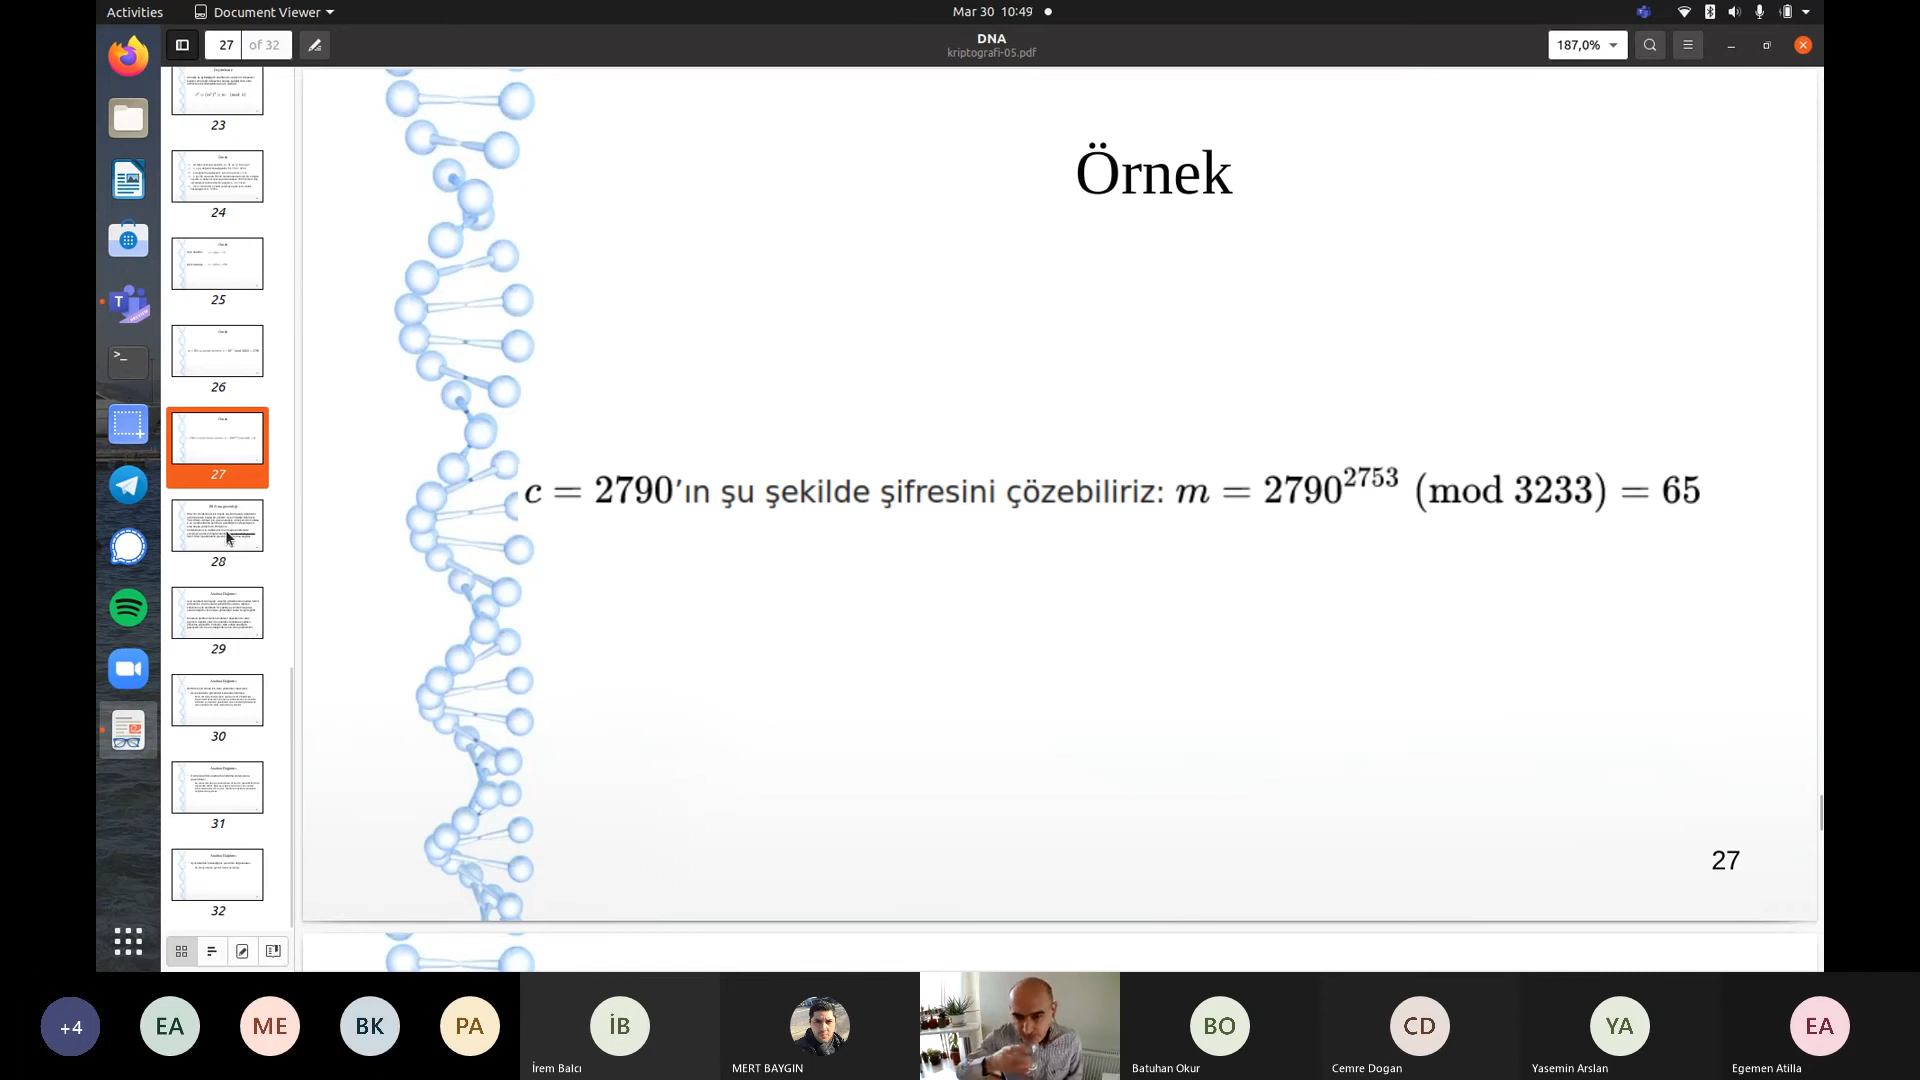 Activities
Document Viewer
Mar 30 10:49
27 of 32
DNA
kriptografi-05.pdf
187,0%
23
24
25
26
27
28
29
30
31
32
Örnek
c = 2790'ın şu şekilde şifresini çözebiliriz: m = 2790^2753 (mod 3233) = 65
27
+4
EA
ME
BK
PA
İB
İrem Balcı
MERT BAYGIN
BO
Batuhan Okur
CD
Cemre Dogan
YA
Yasemin Arslan
EA
Egemen Atilla